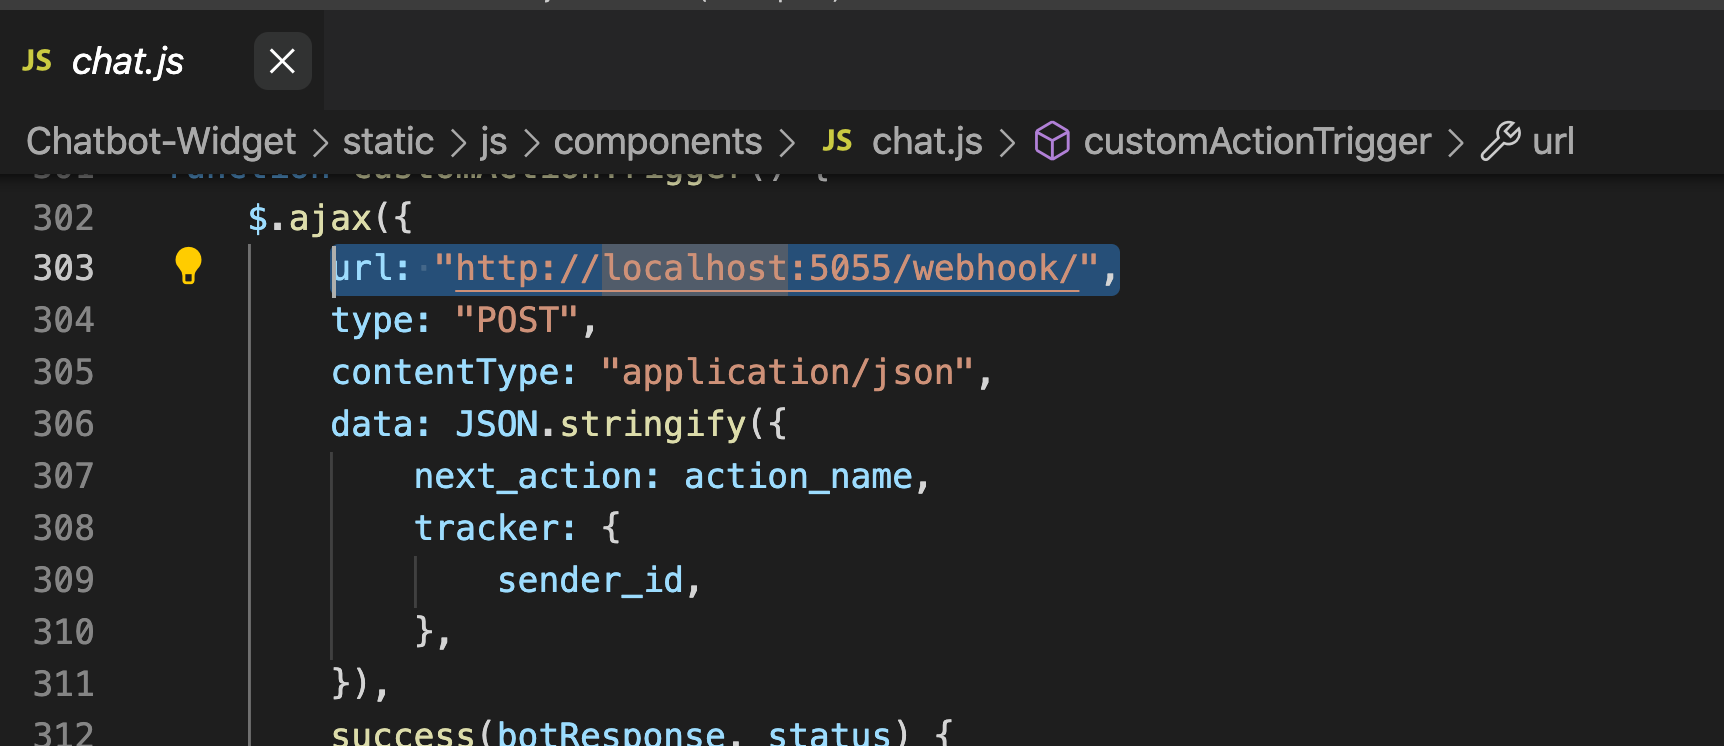 JS chat.js
Chatbot-Widget > static > js > components > JS chat.js > customActionTrigger > url
301 function customActionTrigger() {
302 $.ajax({
303 url: "http://localhost:5055/webhook/",
304 type: "POST",
305 contentType: "application/json",
306 data: JSON.stringify({
307 next_action: action_name,
308 tracker: {
309 sender_id,
310 },
311 }),
312 success(botResponse, status) {